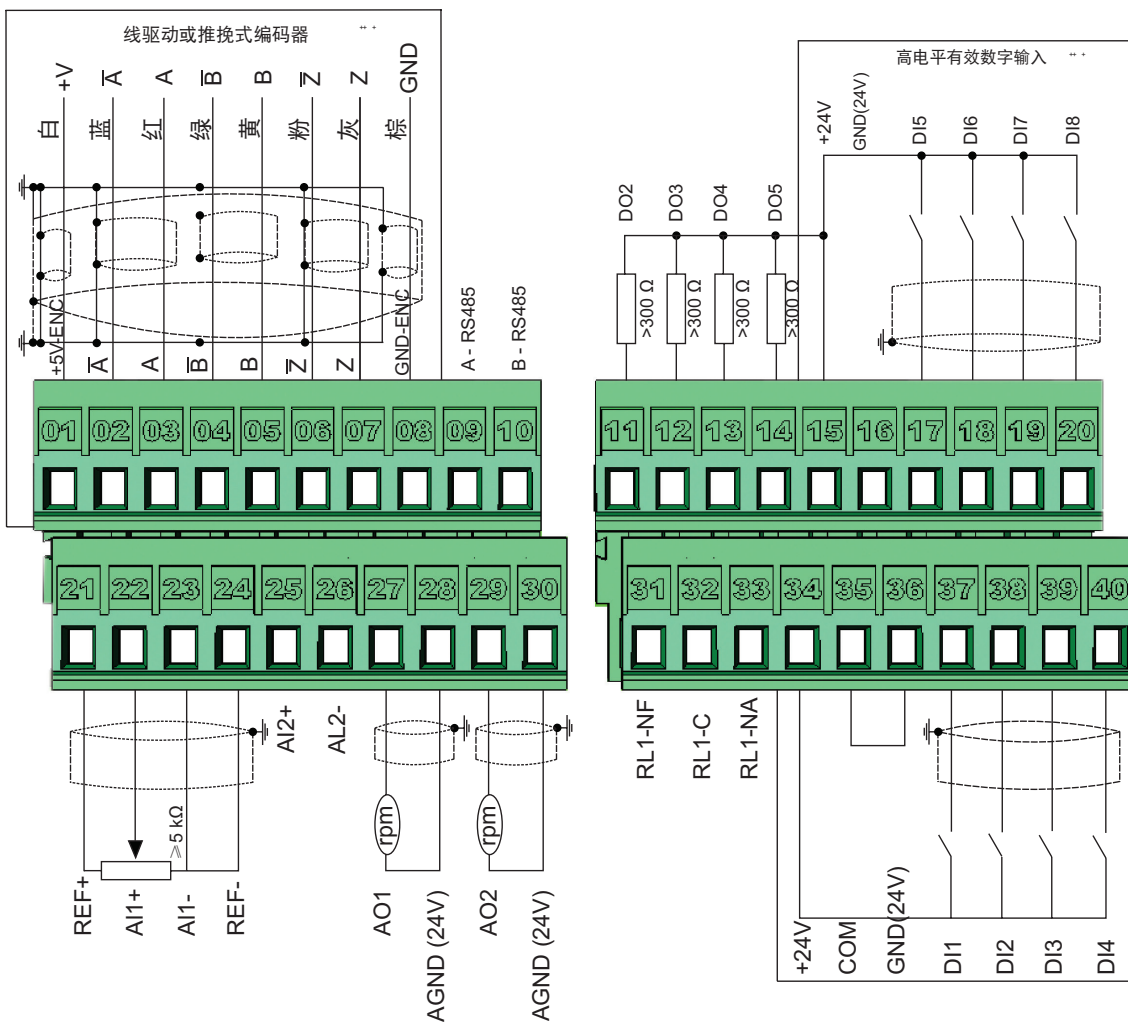 线驱动或推挽式编码器 ++ +
+V
A̅
A
B̅
B
Z̅
Z
GND
白
蓝
红
绿
黄
粉
灰
棕
+5V-ENC
A̅
A
B̅
B
Z̅
Z
GND-ENC
A - RS485
B - RS485
01 02 03 04 05 06 07 08 09 10
高电平有效数字输入 ++ +
DO2
DO3
DO4
DO5
+24V
GND(24V)
DI5
DI6
DI7
DI8
>300 Ω
>300 Ω
>300 Ω
>300 Ω
11 12 13 14 15 16 17 18 19 20
21 22 23 24 25 26 27 28 29 30
AI2+
AL2-
⩾5 kΩ
rpm
rpm
REF+
AI1+
AI1-
REF-
AO1
AGND (24V)
AO2
AGND (24V)
31 32 33 34 35 36 37 38 39 40
RL1-NF
RL1-C
RL1-NA
+24V
COM
GND(24V)
DI1
DI2
DI3
DI4